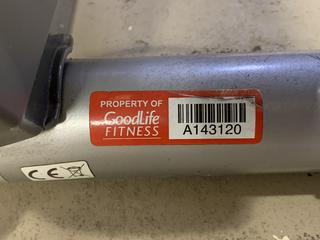 PROPERTY OF
GoodLife
FITNESS
A143120
CE